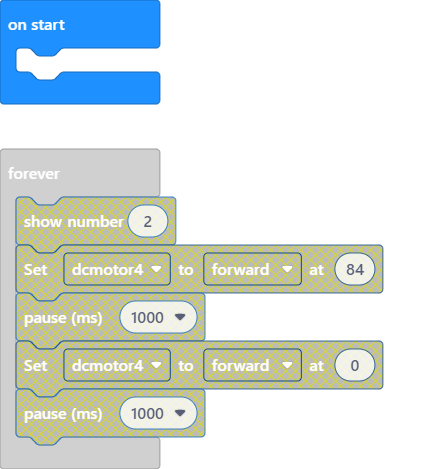 on start
forever
show number 2
Set dcmotor4 to forward at 84
pause (ms) 1000
Set dcmotor4 to forward at 0
pause (ms) 1000